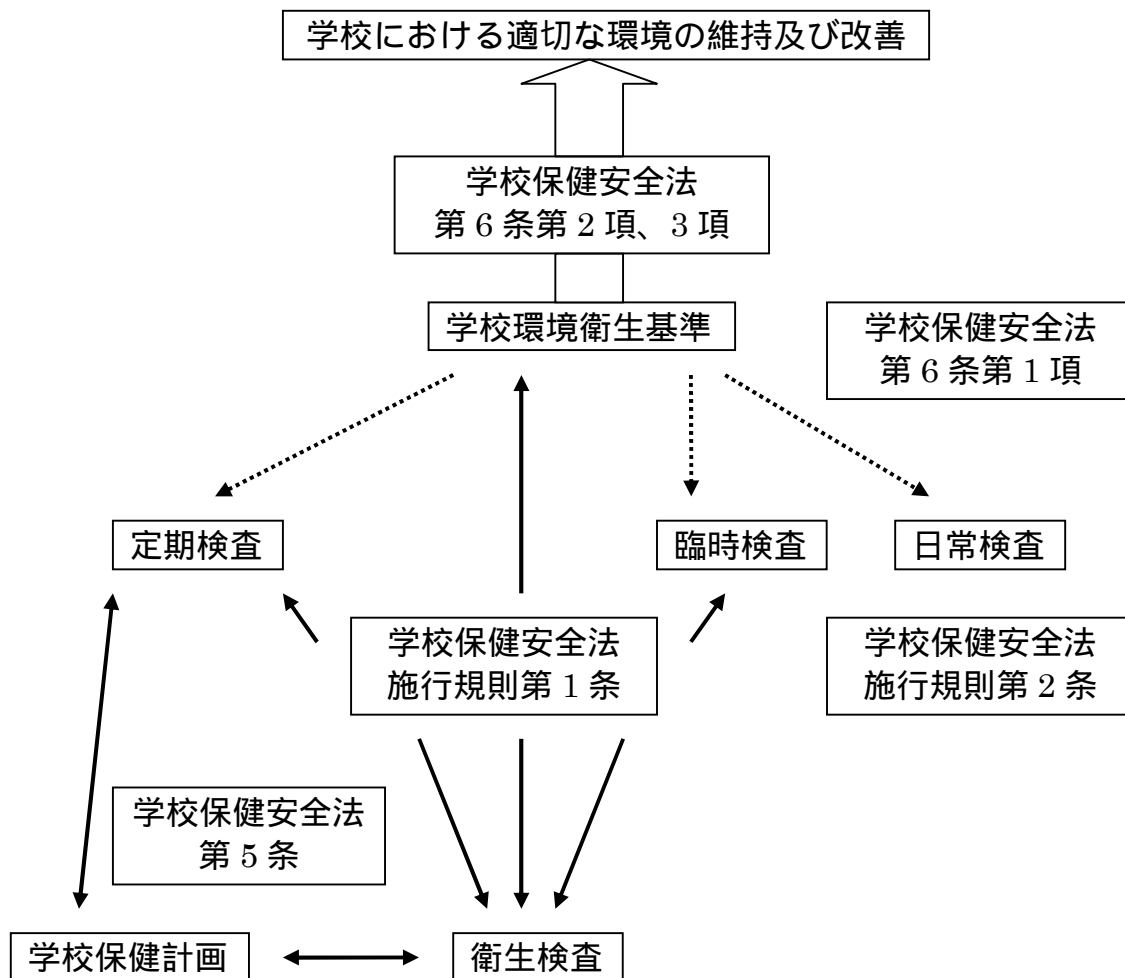 学校における適切な環境の維持及び改善
学校保健安全法
第6条第2項、3項
学校環境衛生基準
学校保健安全法
第6条第1項
定期検査
臨時検査
日常検査
学校保健安全法
施行規則第1条
学校保健安全法
施行規則第2条
学校保健安全法
第5条
学校保健計画
衛生検査